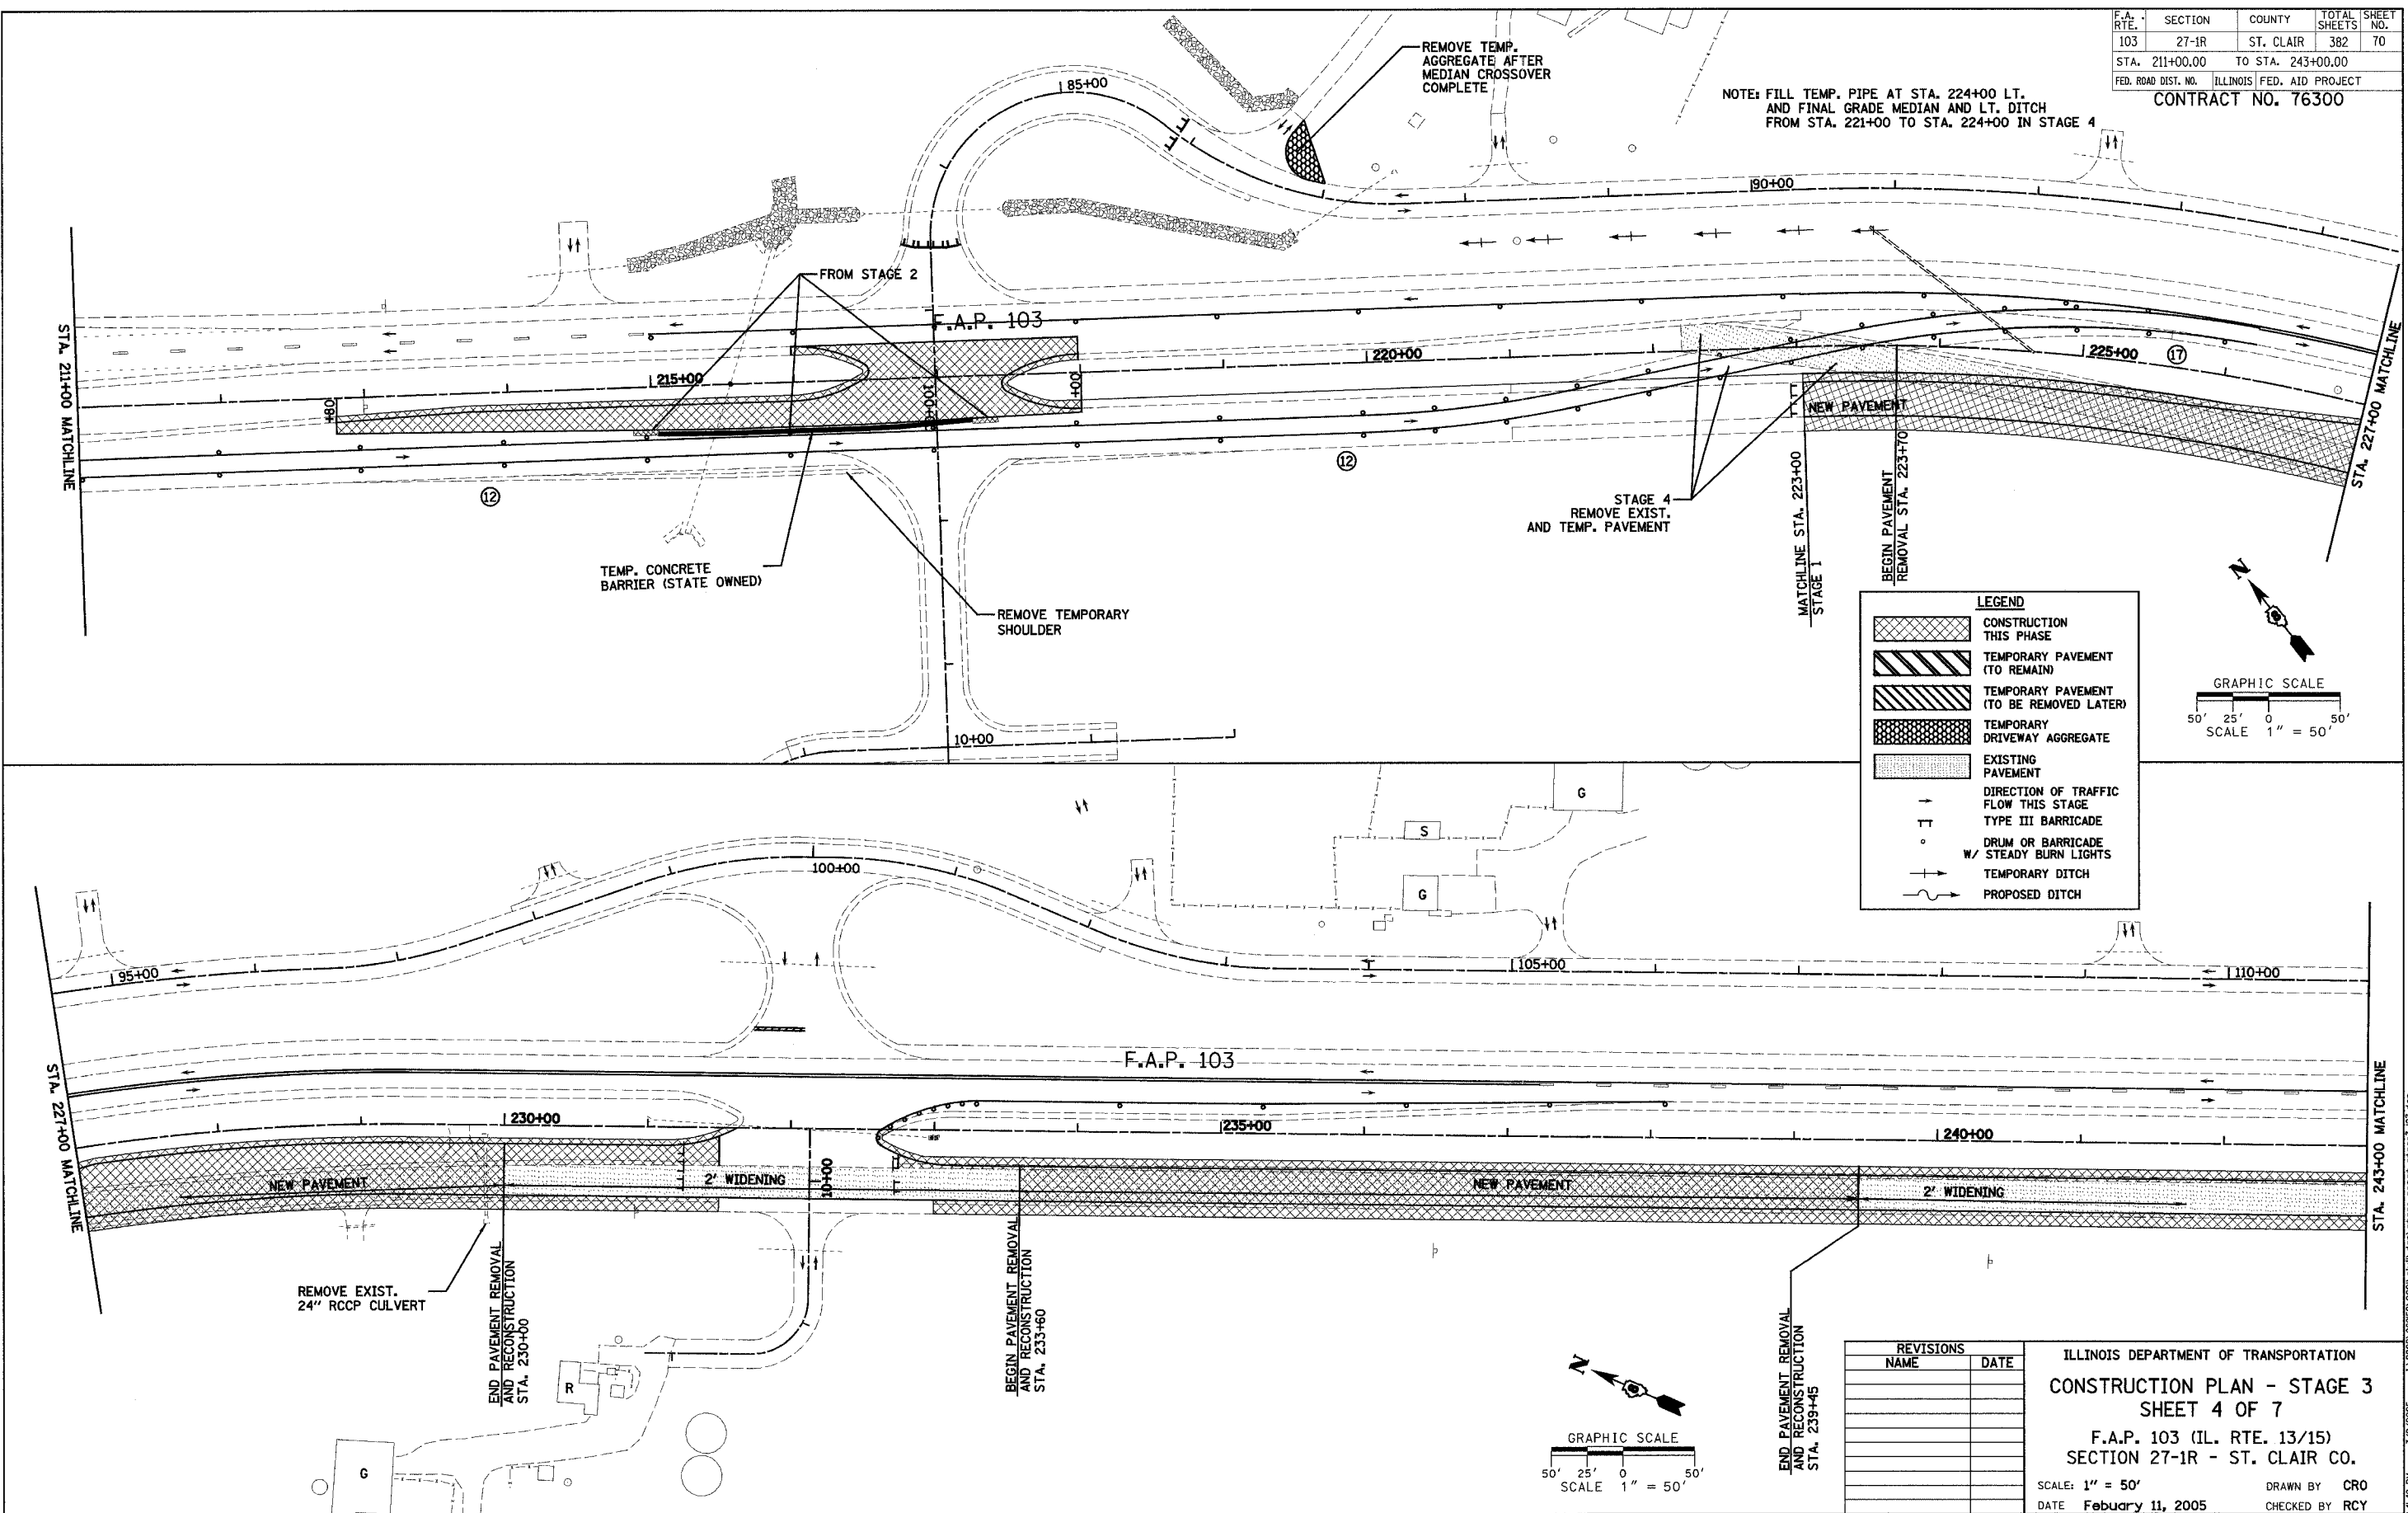 F.A. RTE. SECTION COUNTY TOTAL SHEETS SHEET NO.
103 27-1R ST. CLAIR 382 70
STA. 211+00.00 TO STA. 243+00.00
FED. ROAD DIST. NO. ILLINOIS FED. AID PROJECT
CONTRACT NO. 76300
REMOVE TEMP.
AGGREGATE AFTER
MEDIAN CROSSOVER
COMPLETE
NOTE: FILL TEMP. PIPE AT STA. 224+00 LT.
AND FINAL GRADE MEDIAN AND LT. DITCH
FROM STA. 221+00 TO STA. 224+00 IN STAGE 4
85+00
90+00
FROM STAGE 2
F.A.P. 103
STA. 211+00 MATCHLINE
215+00
220+00
225+00
17
+80
+00
NEW PAVEMENT
STA. 227+00 MATCHLINE
12
12
STAGE 4
REMOVE EXIST.
AND TEMP. PAVEMENT
MATCHLINE STA. 223+00
STAGE 1
BEGIN PAVEMENT
REMOVAL STA. 223+70
TEMP. CONCRETE
BARRIER (STATE OWNED)
REMOVE TEMPORARY
SHOULDER
10+00
N
GRAPHIC SCALE
50' 25' 0 50'
SCALE 1" = 50'
LEGEND
CONSTRUCTION
THIS PHASE
TEMPORARY PAVEMENT
(TO REMAIN)
TEMPORARY PAVEMENT
(TO BE REMOVED LATER)
TEMPORARY
DRIVEWAY AGGREGATE
EXISTING
PAVEMENT
DIRECTION OF TRAFFIC
FLOW THIS STAGE
TYPE III BARRICADE
DRUM OR BARRICADE
W/ STEADY BURN LIGHTS
TEMPORARY DITCH
PROPOSED DITCH
G
S
G
100+00
95+00
105+00
110+00
F.A.P. 103
STA. 227+00 MATCHLINE
230+00
235+00
240+00
NEW PAVEMENT
2' WIDENING
10+00
NEW PAVEMENT
2' WIDENING
STA. 243+00 MATCHLINE
REMOVE EXIST.
24" RCCP CULVERT
END PAVEMENT REMOVAL
AND RECONSTRUCTION
STA. 230+00
BEGIN PAVEMENT REMOVAL
AND RECONSTRUCTION
STA. 233+60
END PAVEMENT REMOVAL
AND RECONSTRUCTION
STA. 239+45
R
G
N
GRAPHIC SCALE
50' 25' 0 50'
SCALE 1" = 50'
REVISIONS
NAME DATE
ILLINOIS DEPARTMENT OF TRANSPORTATION
CONSTRUCTION PLAN - STAGE 3
SHEET 4 OF 7
F.A.P. 103 (IL. RTE. 13/15)
SECTION 27-1R - ST. CLAIR CO.
SCALE: 1" = 50'
DRAWN BY CRO
DATE Febuary 11, 2005
CHECKED BY RCY